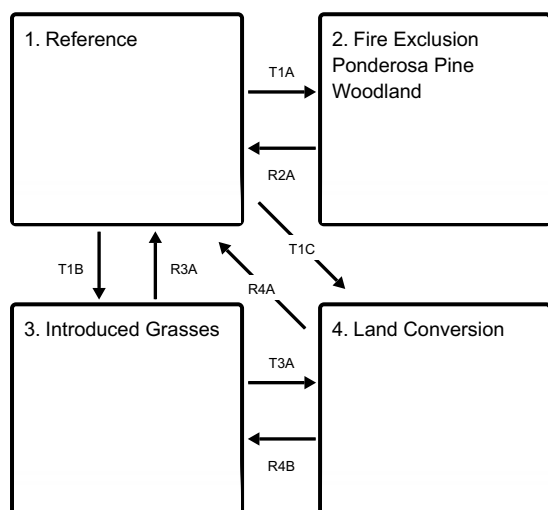 1. Reference
2. Fire Exclusion
Ponderosa Pine
Woodland
T1A
R2A
T1C
T1B
R3A
R4A
3. Introduced Grasses
4. Land Conversion
T3A
R4B